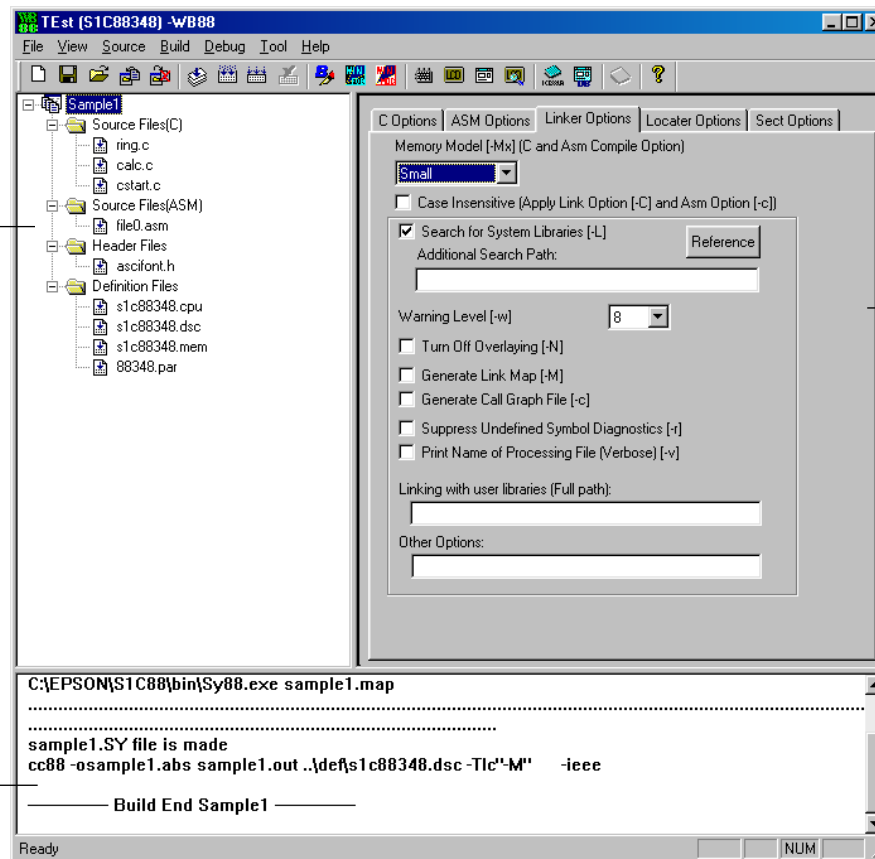 TEst (S1C88348) -WB88
File View Source Build Debug Tool Help
Sample1
Source Files(C)
ring.c
calc.c
cstart.c
Source Files(ASM)
file0.asm
Header Files
ascifont.h
Definition Files
s1c88348.cpu
s1c88348.dsc
s1c88348.mem
88348.par
C Options
ASM Options
Linker Options
Locater Options
Sect Options
Memory Model [-Mx] (C and Asm Compile Option)
Small
Case Insensitive (Apply Link Option [-C] and Asm Option [-c])
Search for System Libraries [-L]
Reference
Additional Search Path:
Warning Level [-w]
8
Turn Off Overlaying [-N]
Generate Link Map [-M]
Generate Call Graph File [-c]
Suppress Undefined Symbol Diagnostics [-r]
Print Name of Processing File (Verbose) [-v]
Linking with user libraries (Full path):
Other Options:
C:\EPSON\S1C88\bin\Sy88.exe sample1.map
sample1.SY file is made
cc88 -osample1.abs sample1.out ..\def\s1c88348.dsc -Tlc"-M" -ieee
Build End Sample1
Ready
NUM